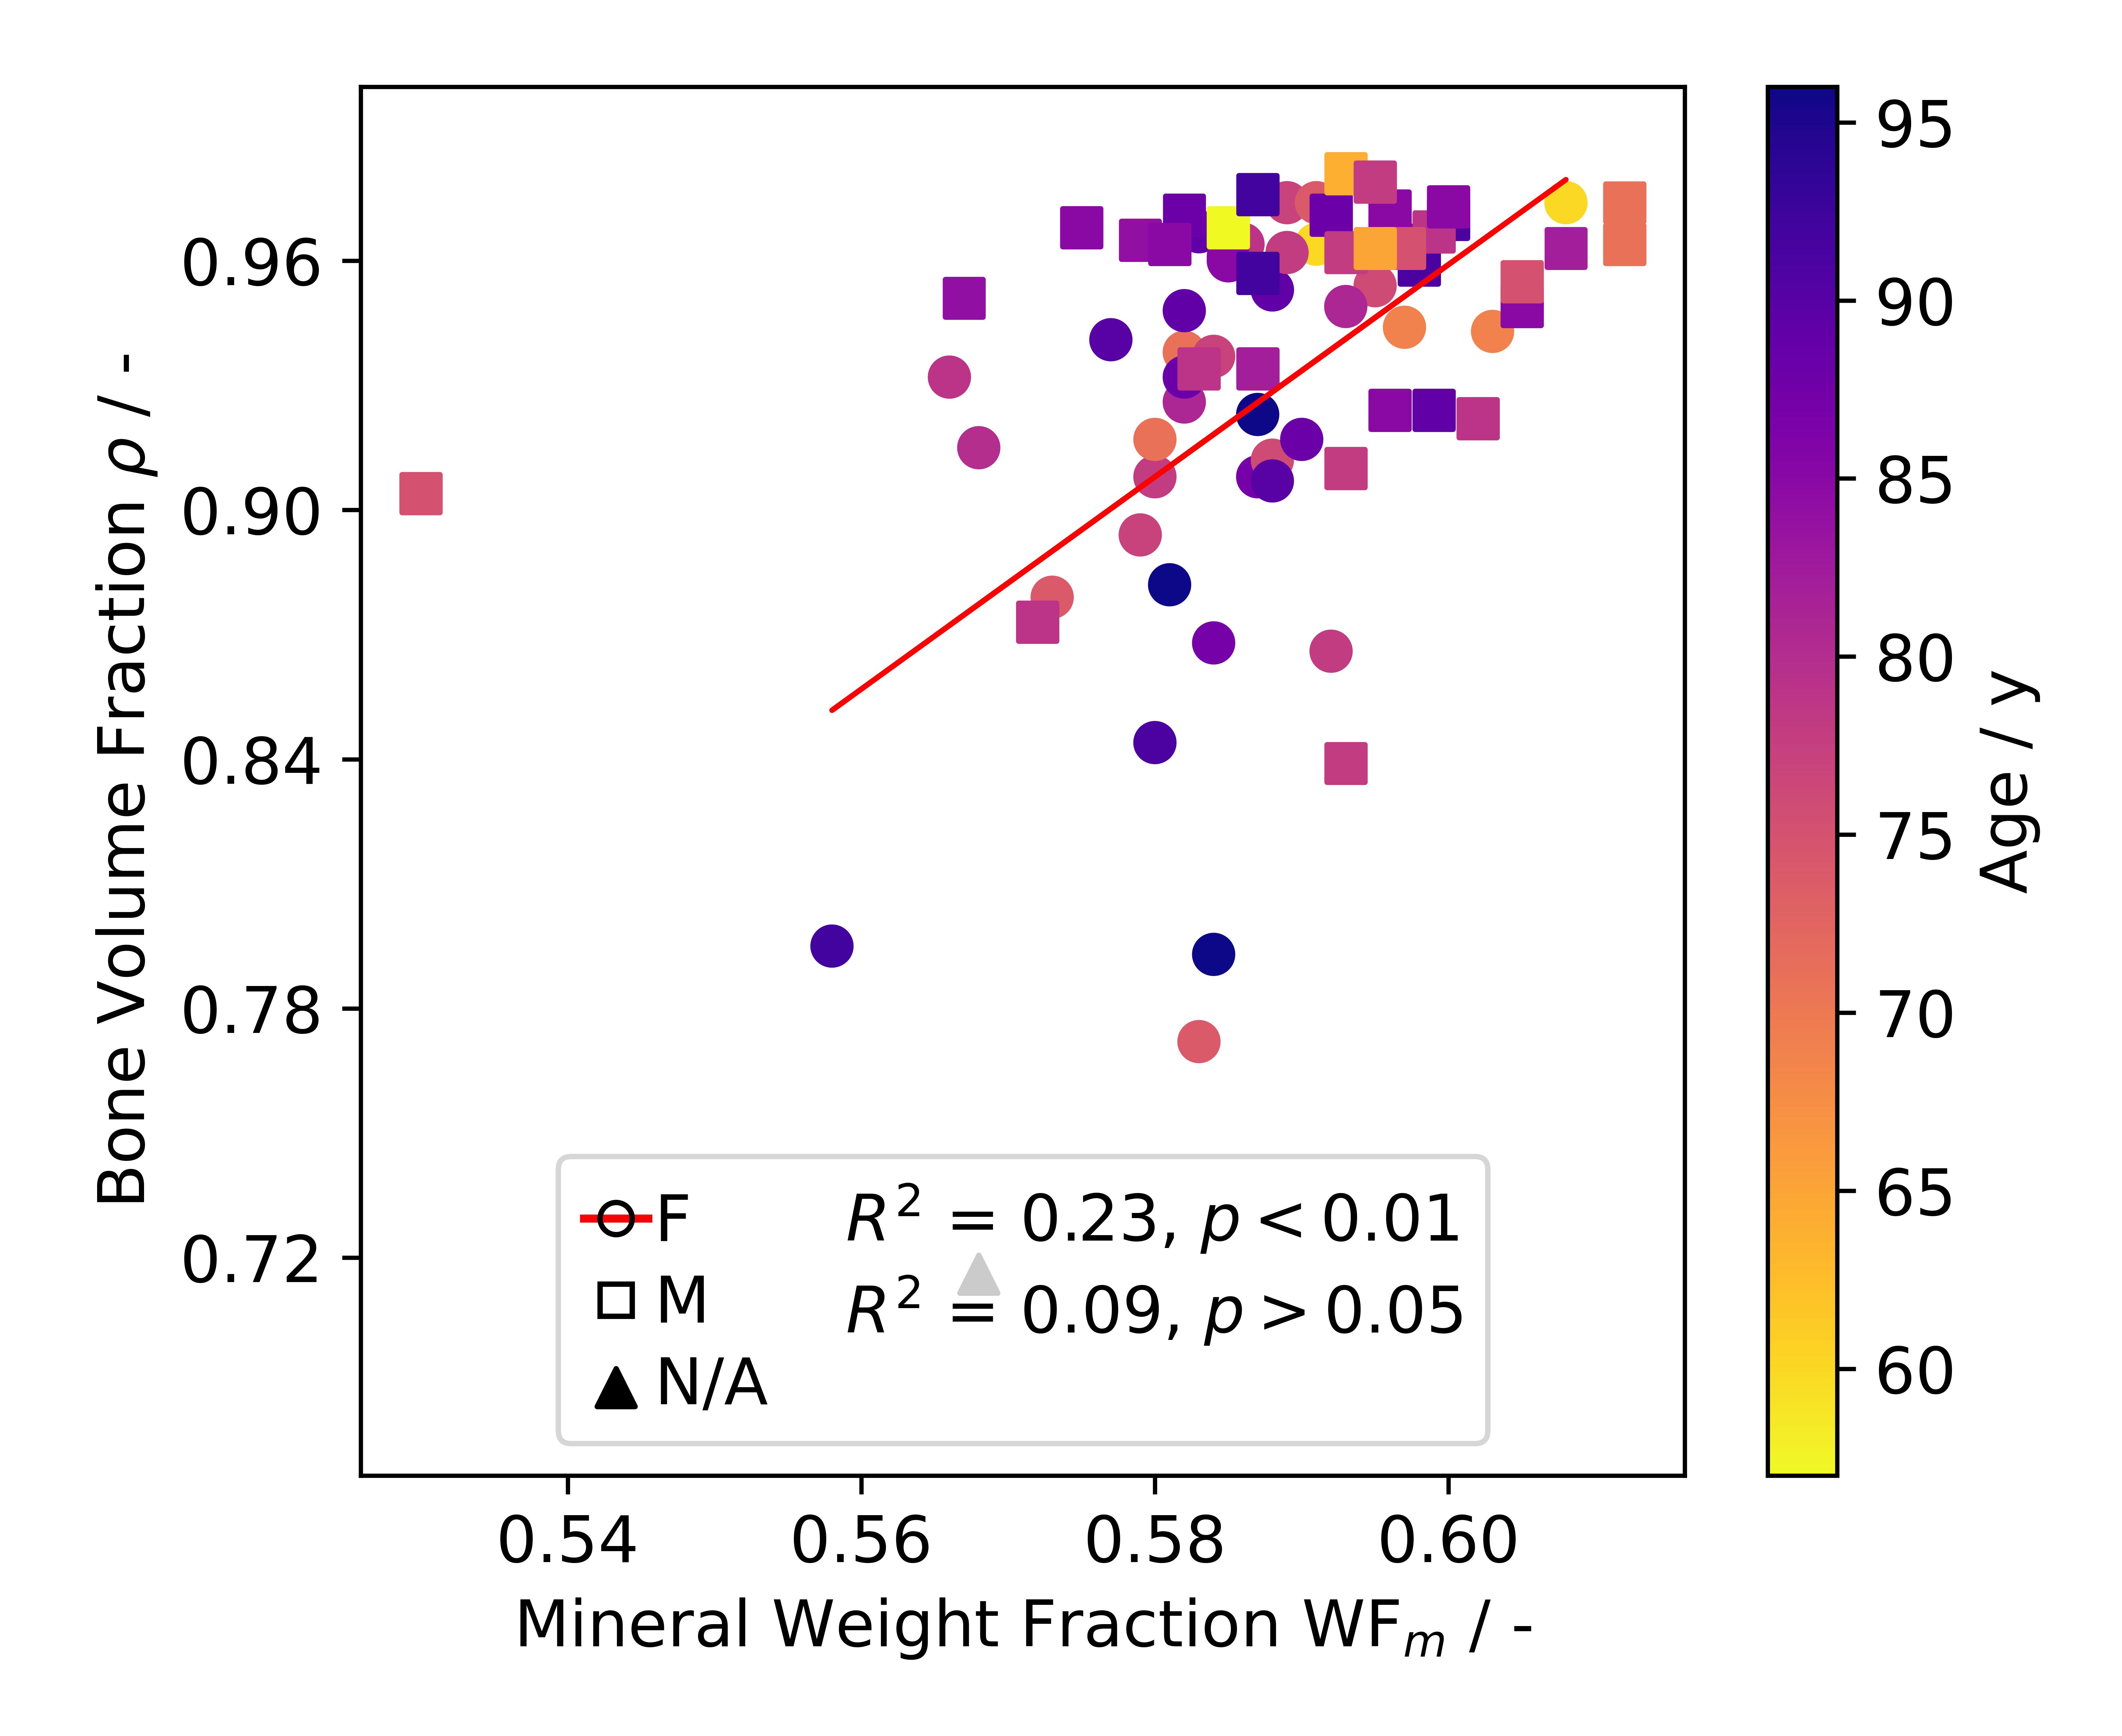 Bone Volume Fraction ρ / -
0.96
0.90
0.84
0.78
0.72
F R² = 0.23, p < 0.01
M R² = 0.09, p > 0.05
N/A
0.54 0.56 0.58 0.60
Mineral Weight Fraction WFₘ / -
95
90
85
80
75
70
65
60
Age / y